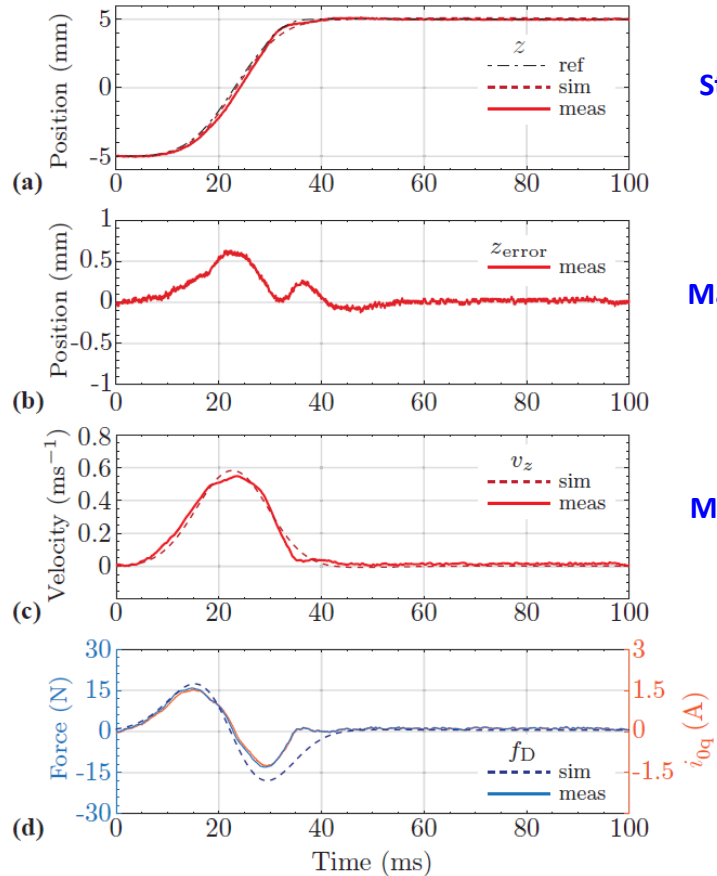 5
0
-5
Position (mm)
z
ref
sim
meas
0 20 40 60 80 100
(a)
St
1
0.5
0
-0.5
-1
Position (mm)
z_error
meas
0 20 40 60 80 100
(b)
Ma
0.8
0.6
0.4
0.2
0
Velocity (ms⁻¹)
v_z
sim
meas
0 20 40 60 80 100
(c)
M
30
15
0
-15
-30
Force (N)
f_D
sim
meas
3
1.5
0
-1.5
i_0q (A)
0 20 40 60 80 100
(d)
Time (ms)